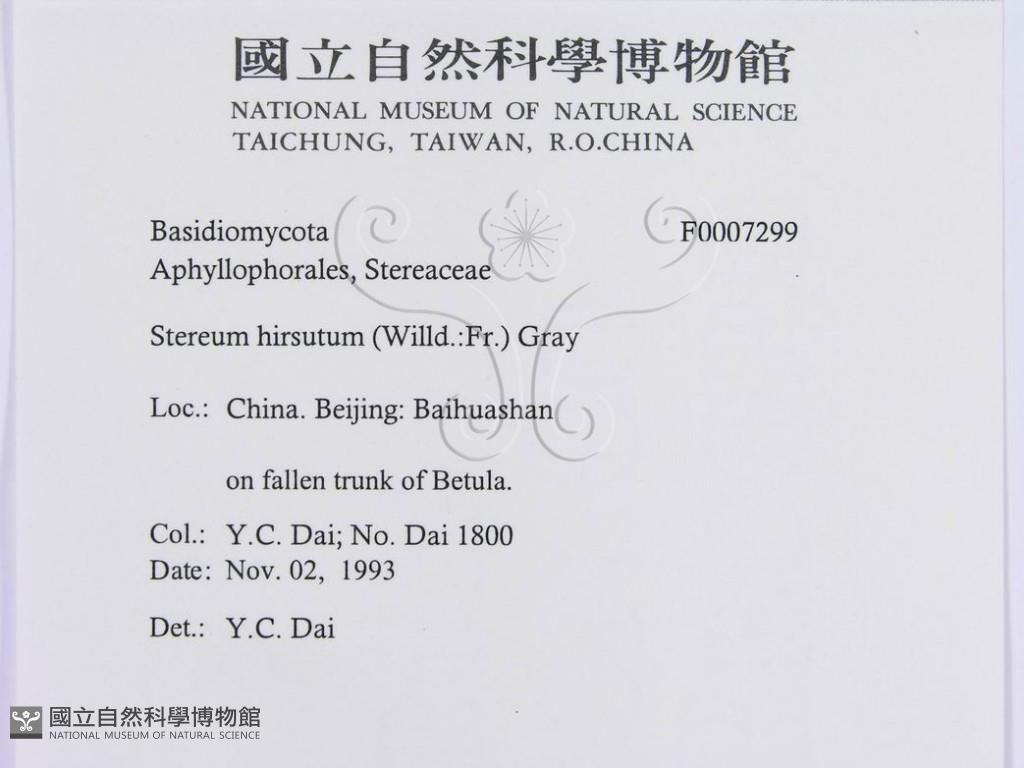 國立自然科學博物館
NATIONAL MUSEUM OF NATURAL SCIENCE
TAICHUNG, TAIWAN, R.O.CHINA
Basidiomycota F0007299
Aphyllophorales, Stereaceae
Stereum hirsutum (Willd.:Fr.) Gray
Loc.: China. Beijing: Baihuashan
on fallen trunk of Betula.
Col.: Y.C. Dai; No. Dai 1800
Date: Nov. 02, 1993
Det.: Y.C. Dai
國立自然科學博物館
NATIONAL MUSEUM OF NATURAL SCIENCE